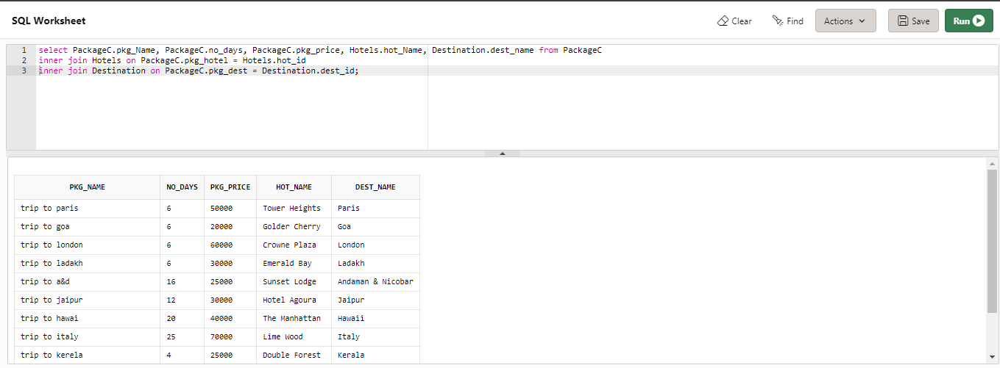 SQL Worksheet
Clear
Find
Actions
Save
Run
1 select PackageC.pkg_Name, PackageC.no_days, PackageC.pkg_price, Hotels.hot_Name, Destination.dest_name from PackageC
2 inner join Hotels on PackageC.pkg_hotel = Hotels.hot_id
3 inner join Destination on PackageC.pkg_dest = Destination.dest_id;
PKG_NAME NO_DAYS PKG_PRICE HOT_NAME DEST_NAME
trip to paris 6 50000 Tower Heights Paris
trip to goa 6 20000 Golder Cherry Goa
trip to london 6 60000 Crowne Plaza London
trip to ladakh 6 30000 Emerald Bay Ladakh
trip to a&d 16 25000 Sunset Lodge Andaman & Nicobar
trip to jaipur 12 30000 Hotel Agoura Jaipur
trip to hawai 20 40000 The Manhattan Hawaii
trip to italy 25 70000 Lime Wood Italy
trip to kerela 4 25000 Double Forest Kerala